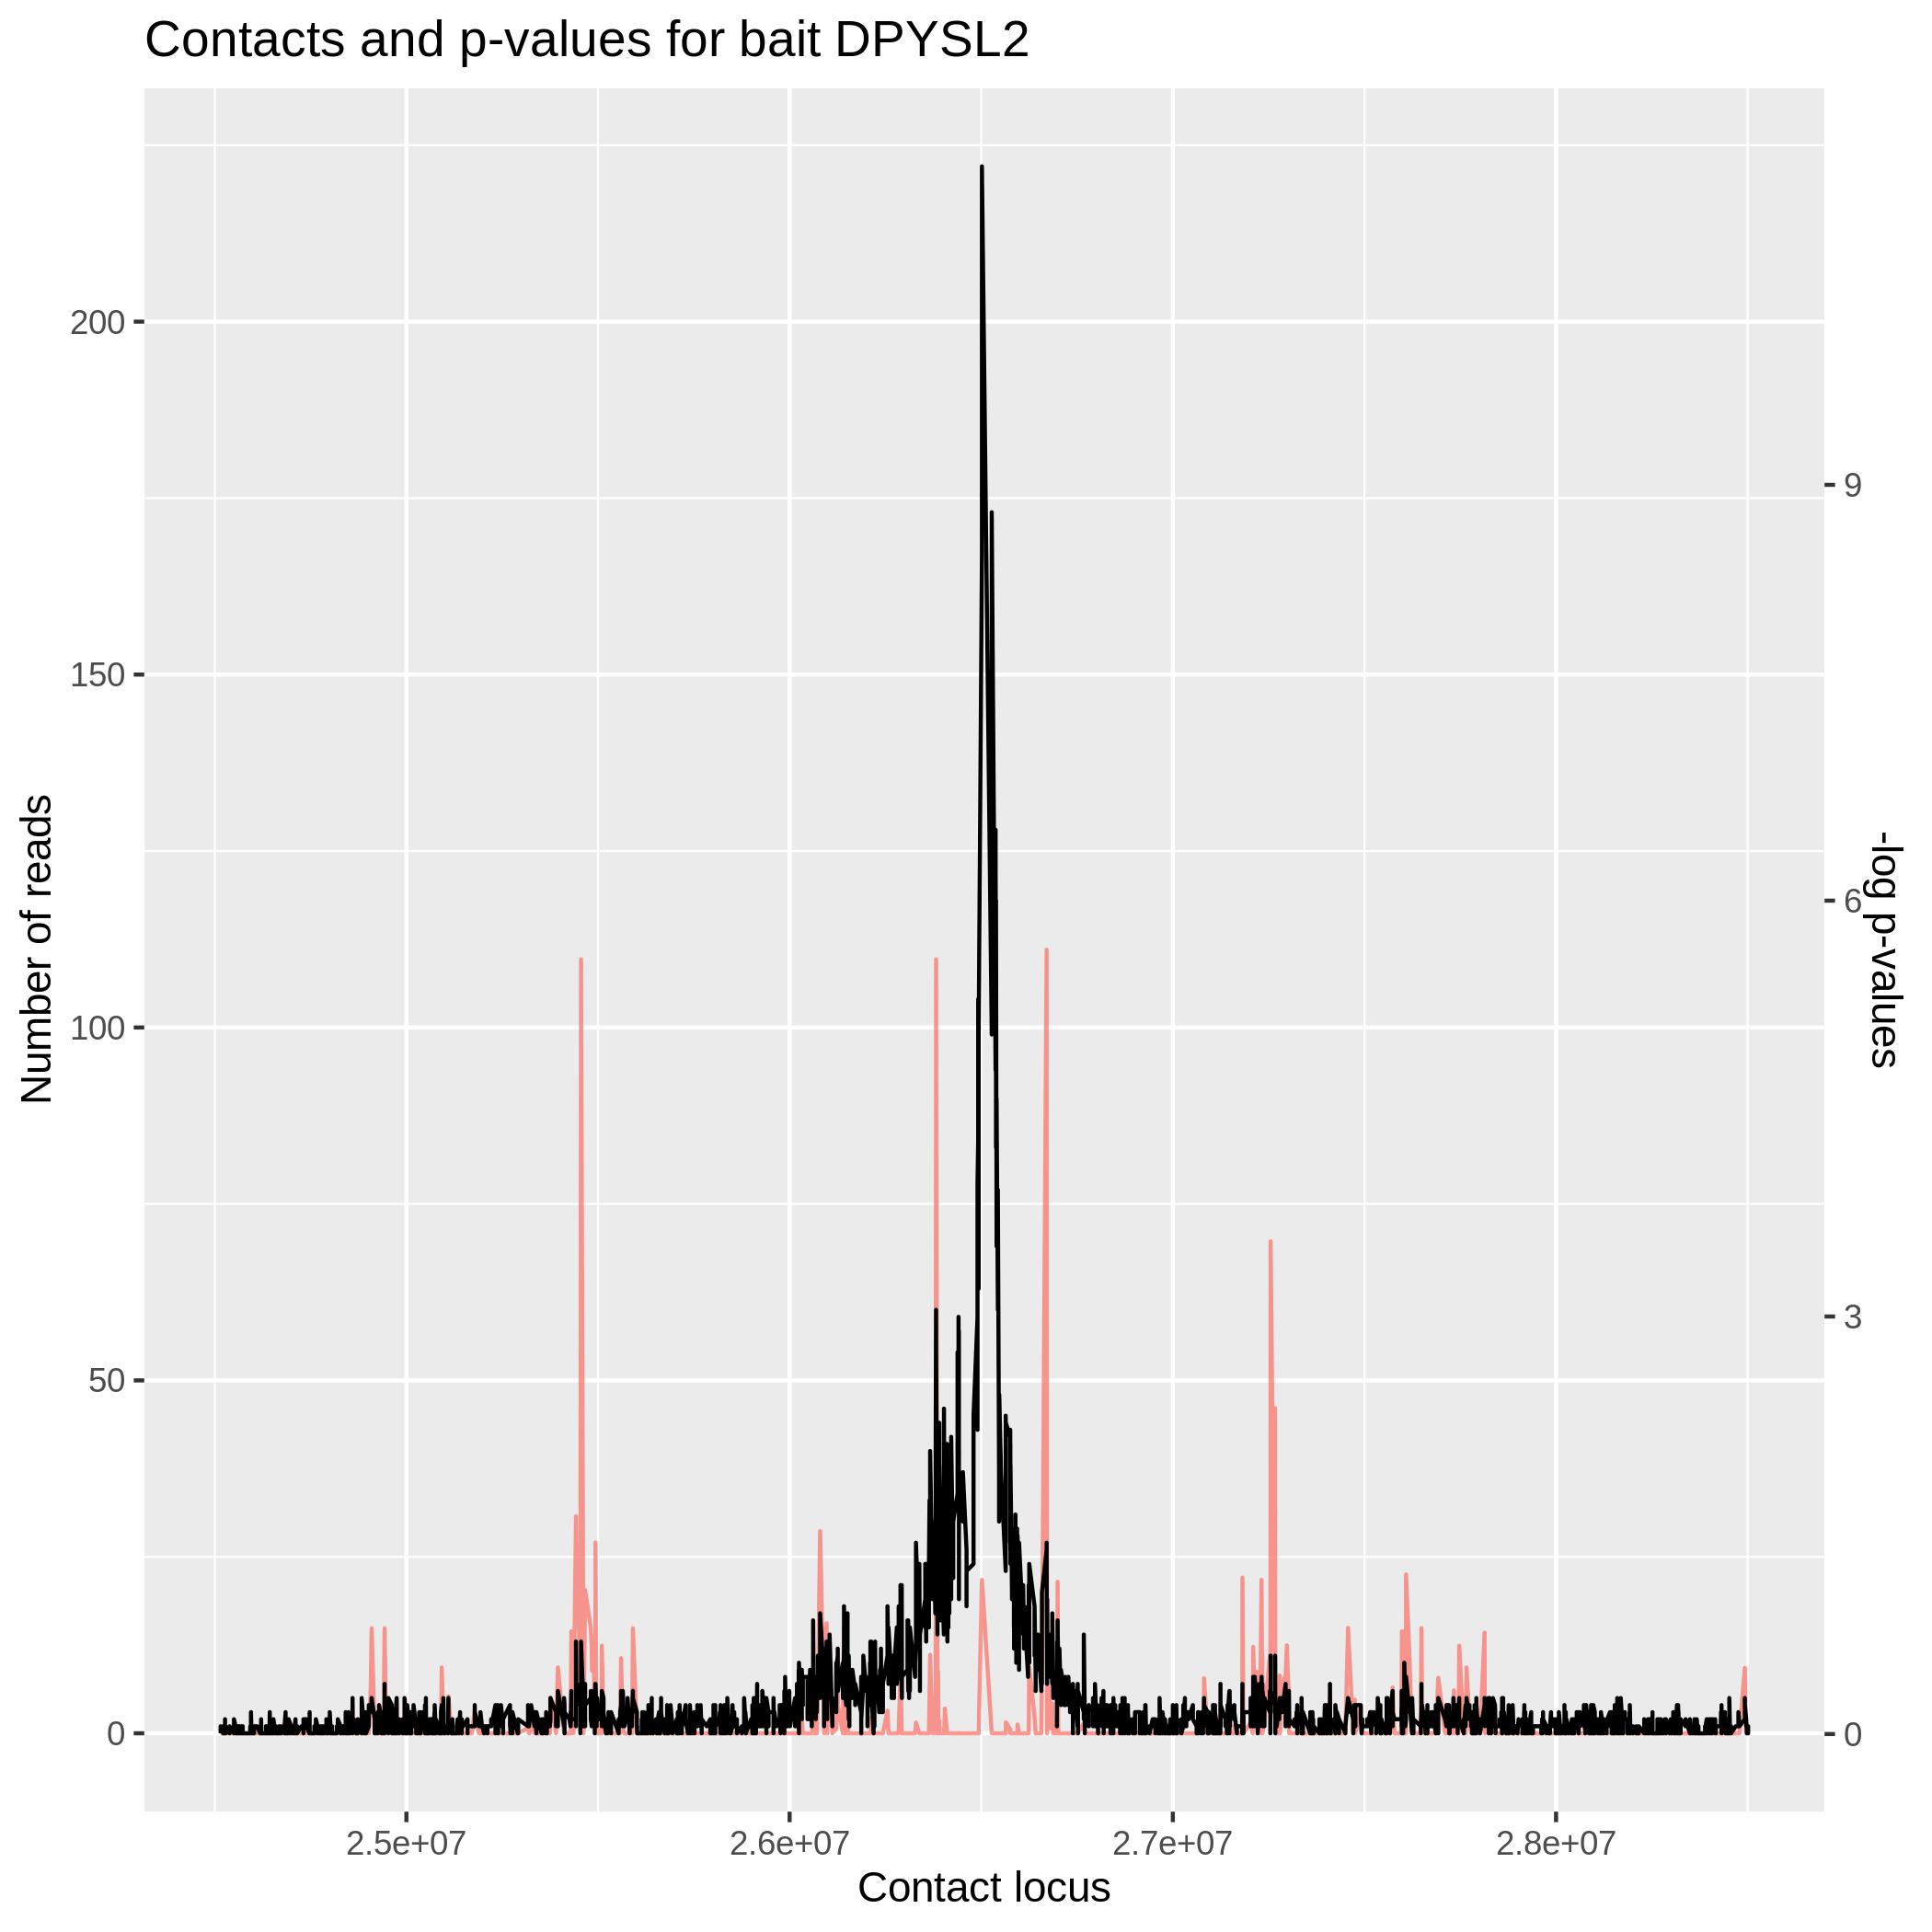 Contacts and p-values for bait DPYSL2
Number of reads
200
150
100
50
0
9
6
3
0
-log p-values
2.5e+07
2.6e+07
2.7e+07
2.8e+07
Contact locus